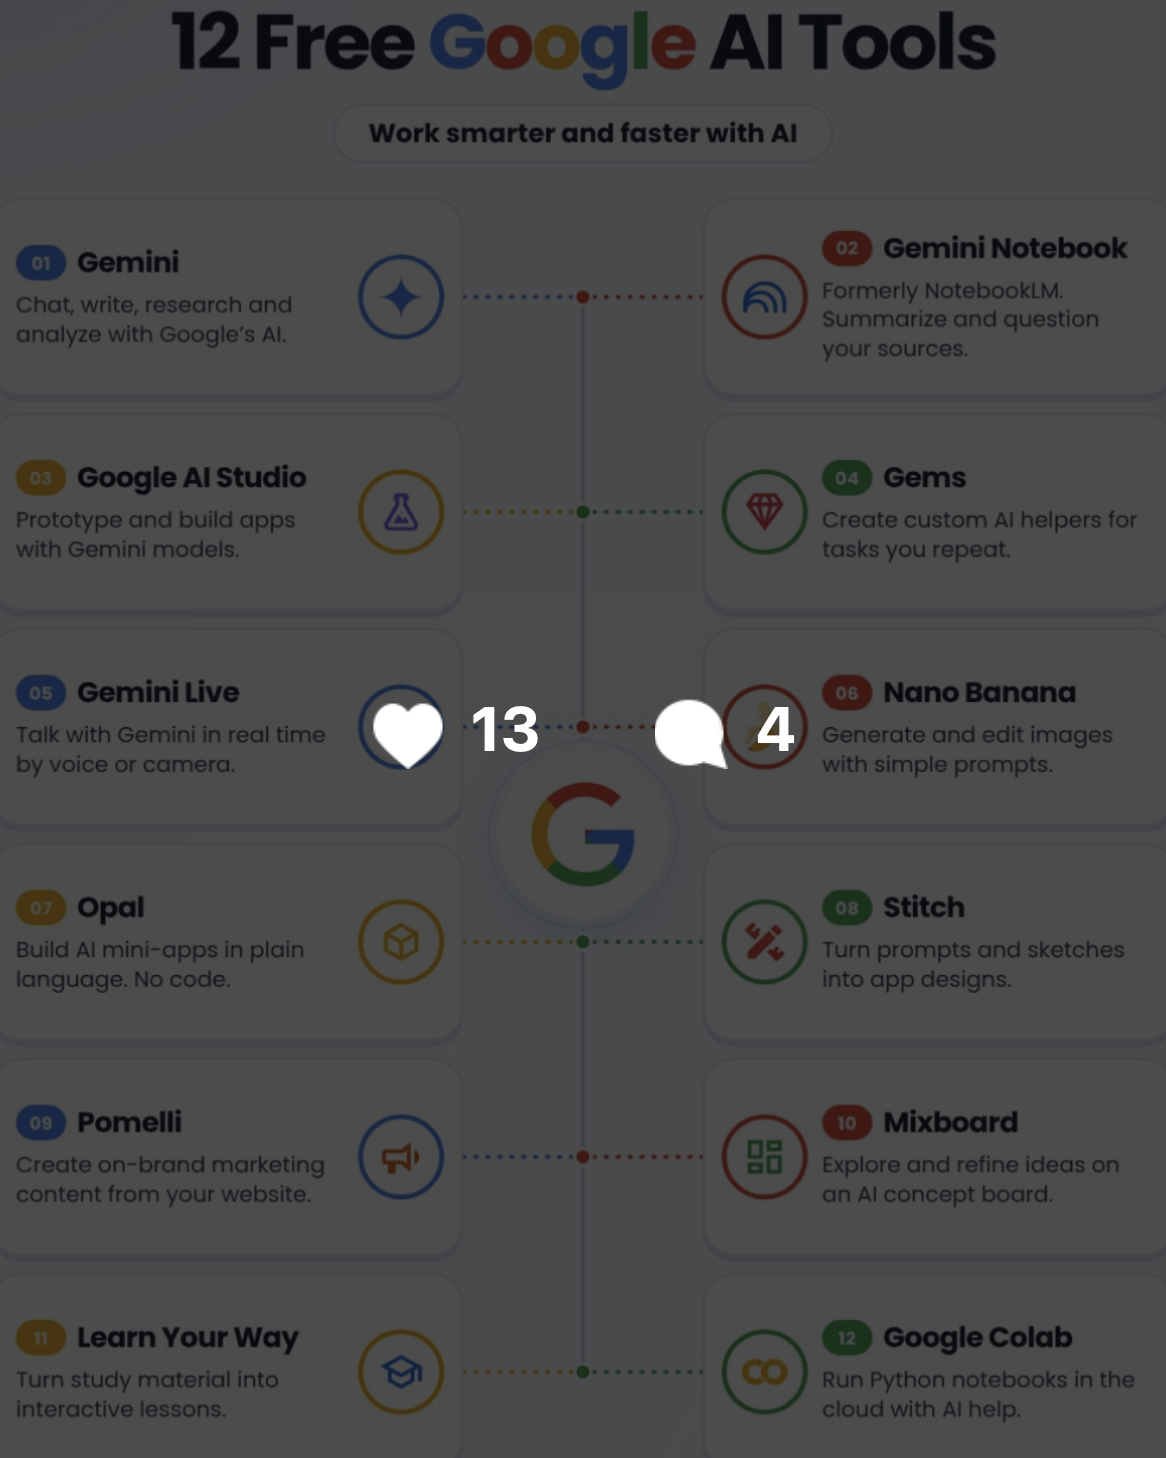 12 Free Google AI Tools
Work smarter and faster with AI
01 Gemini
Chat, write, research and
analyze with Google's AI.
02 Gemini Notebook
Formerly NotebookLM.
Summarize and question
your sources.
03 Google AI Studio
Prototype and build apps
with Gemini models.
04 Gems
Create custom AI helpers for
tasks you repeat.
05 Gemini Live
Talk with Gemini in real time
by voice or camera.
13
4
06 Nano Banana
Generate and edit images
with simple prompts.
07 Opal
Build AI mini-apps in plain
language. No code.
08 Stitch
Turn prompts and sketches
into app designs.
09 Pomelli
Create on-brand marketing
content from your website.
10 Mixboard
Explore and refine ideas on
an AI concept board.
11 Learn Your Way
Turn study material into
interactive lessons.
12 Google Colab
Run Python notebooks in the
cloud with AI help.